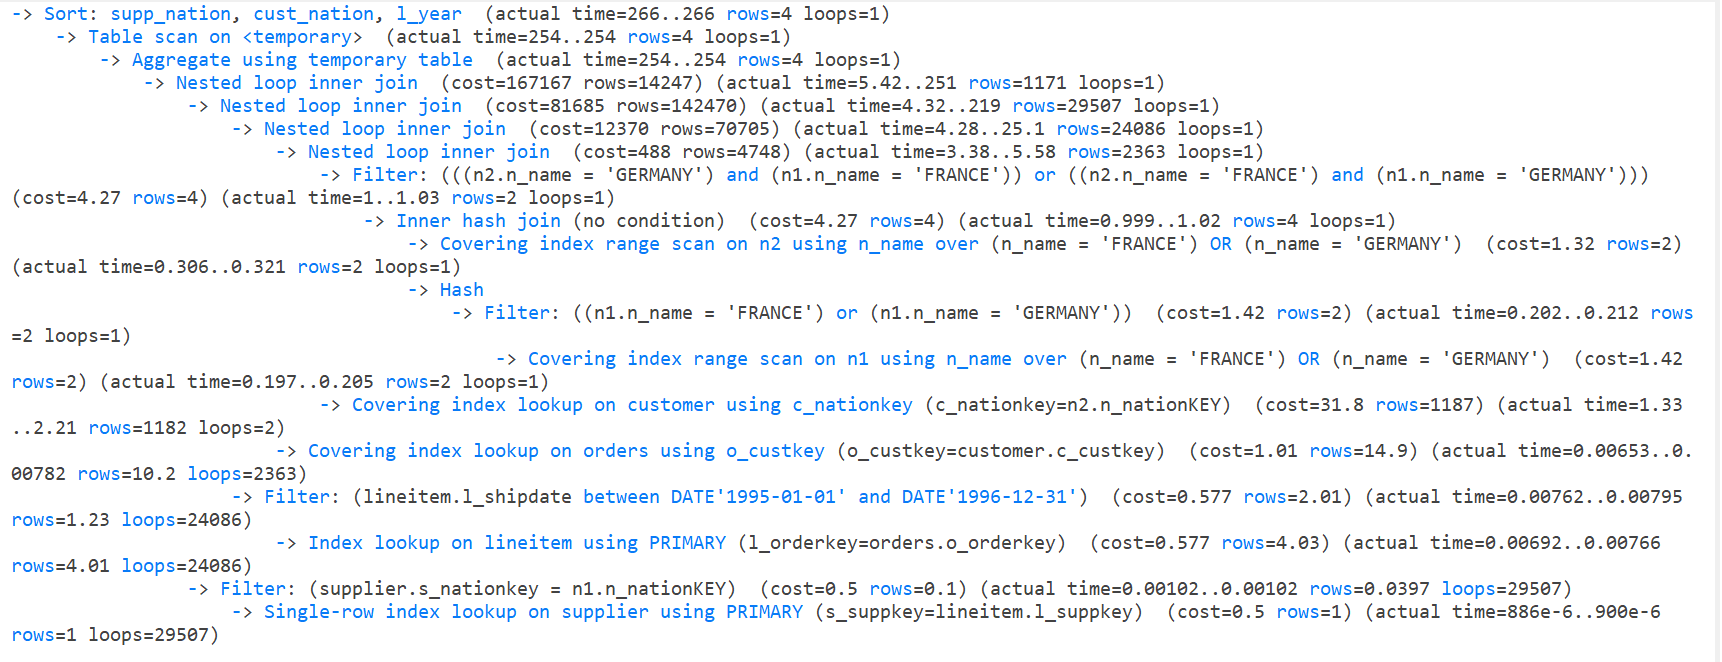 -> Sort: supp_nation, cust_nation, l_year  (actual time=266..266 rows=4 loops=1)
-> Table scan on <temporary>  (actual time=254..254 rows=4 loops=1)
-> Aggregate using temporary table  (actual time=254..254 rows=4 loops=1)
-> Nested loop inner join  (cost=167167 rows=14247) (actual time=5.42..251 rows=1171 loops=1)
-> Nested loop inner join  (cost=81685 rows=142470) (actual time=4.32..219 rows=29507 loops=1)
-> Nested loop inner join  (cost=12370 rows=70705) (actual time=4.28..25.1 rows=24086 loops=1)
-> Nested loop inner join  (cost=488 rows=4748) (actual time=3.38..5.58 rows=2363 loops=1)
-> Filter: (((n2.n_name = 'GERMANY') and (n1.n_name = 'FRANCE')) or ((n2.n_name = 'FRANCE') and (n1.n_name = 'GERMANY')))
(cost=4.27 rows=4) (actual time=1..1.03 rows=2 loops=1)
-> Inner hash join (no condition)  (cost=4.27 rows=4) (actual time=0.999..1.02 rows=4 loops=1)
-> Covering index range scan on n2 using n_name over (n_name = 'FRANCE') OR (n_name = 'GERMANY')  (cost=1.32 rows=2)
(actual time=0.306..0.321 rows=2 loops=1)
-> Hash
-> Filter: ((n1.n_name = 'FRANCE') or (n1.n_name = 'GERMANY'))  (cost=1.42 rows=2) (actual time=0.202..0.212 rows
=2 loops=1)
-> Covering index range scan on n1 using n_name over (n_name = 'FRANCE') OR (n_name = 'GERMANY')  (cost=1.42
rows=2) (actual time=0.197..0.205 rows=2 loops=1)
-> Covering index lookup on customer using c_nationkey (c_nationkey=n2.n_nationKEY)  (cost=31.8 rows=1187) (actual time=1.33
..2.21 rows=1182 loops=2)
-> Covering index lookup on orders using o_custkey (o_custkey=customer.c_custkey)  (cost=1.01 rows=14.9) (actual time=0.00653..0.
00782 rows=10.2 loops=2363)
-> Filter: (lineitem.l_shipdate between DATE'1995-01-01' and DATE'1996-12-31')  (cost=0.577 rows=2.01) (actual time=0.00762..0.00795
rows=1.23 loops=24086)
-> Index lookup on lineitem using PRIMARY (l_orderkey=orders.o_orderkey)  (cost=0.577 rows=4.03) (actual time=0.00692..0.00766
rows=4.01 loops=24086)
-> Filter: (supplier.s_nationkey = n1.n_nationKEY)  (cost=0.5 rows=0.1) (actual time=0.00102..0.00102 rows=0.0397 loops=29507)
-> Single-row index lookup on supplier using PRIMARY (s_suppkey=lineitem.l_suppkey)  (cost=0.5 rows=1) (actual time=886e-6..900e-6
rows=1 loops=29507)